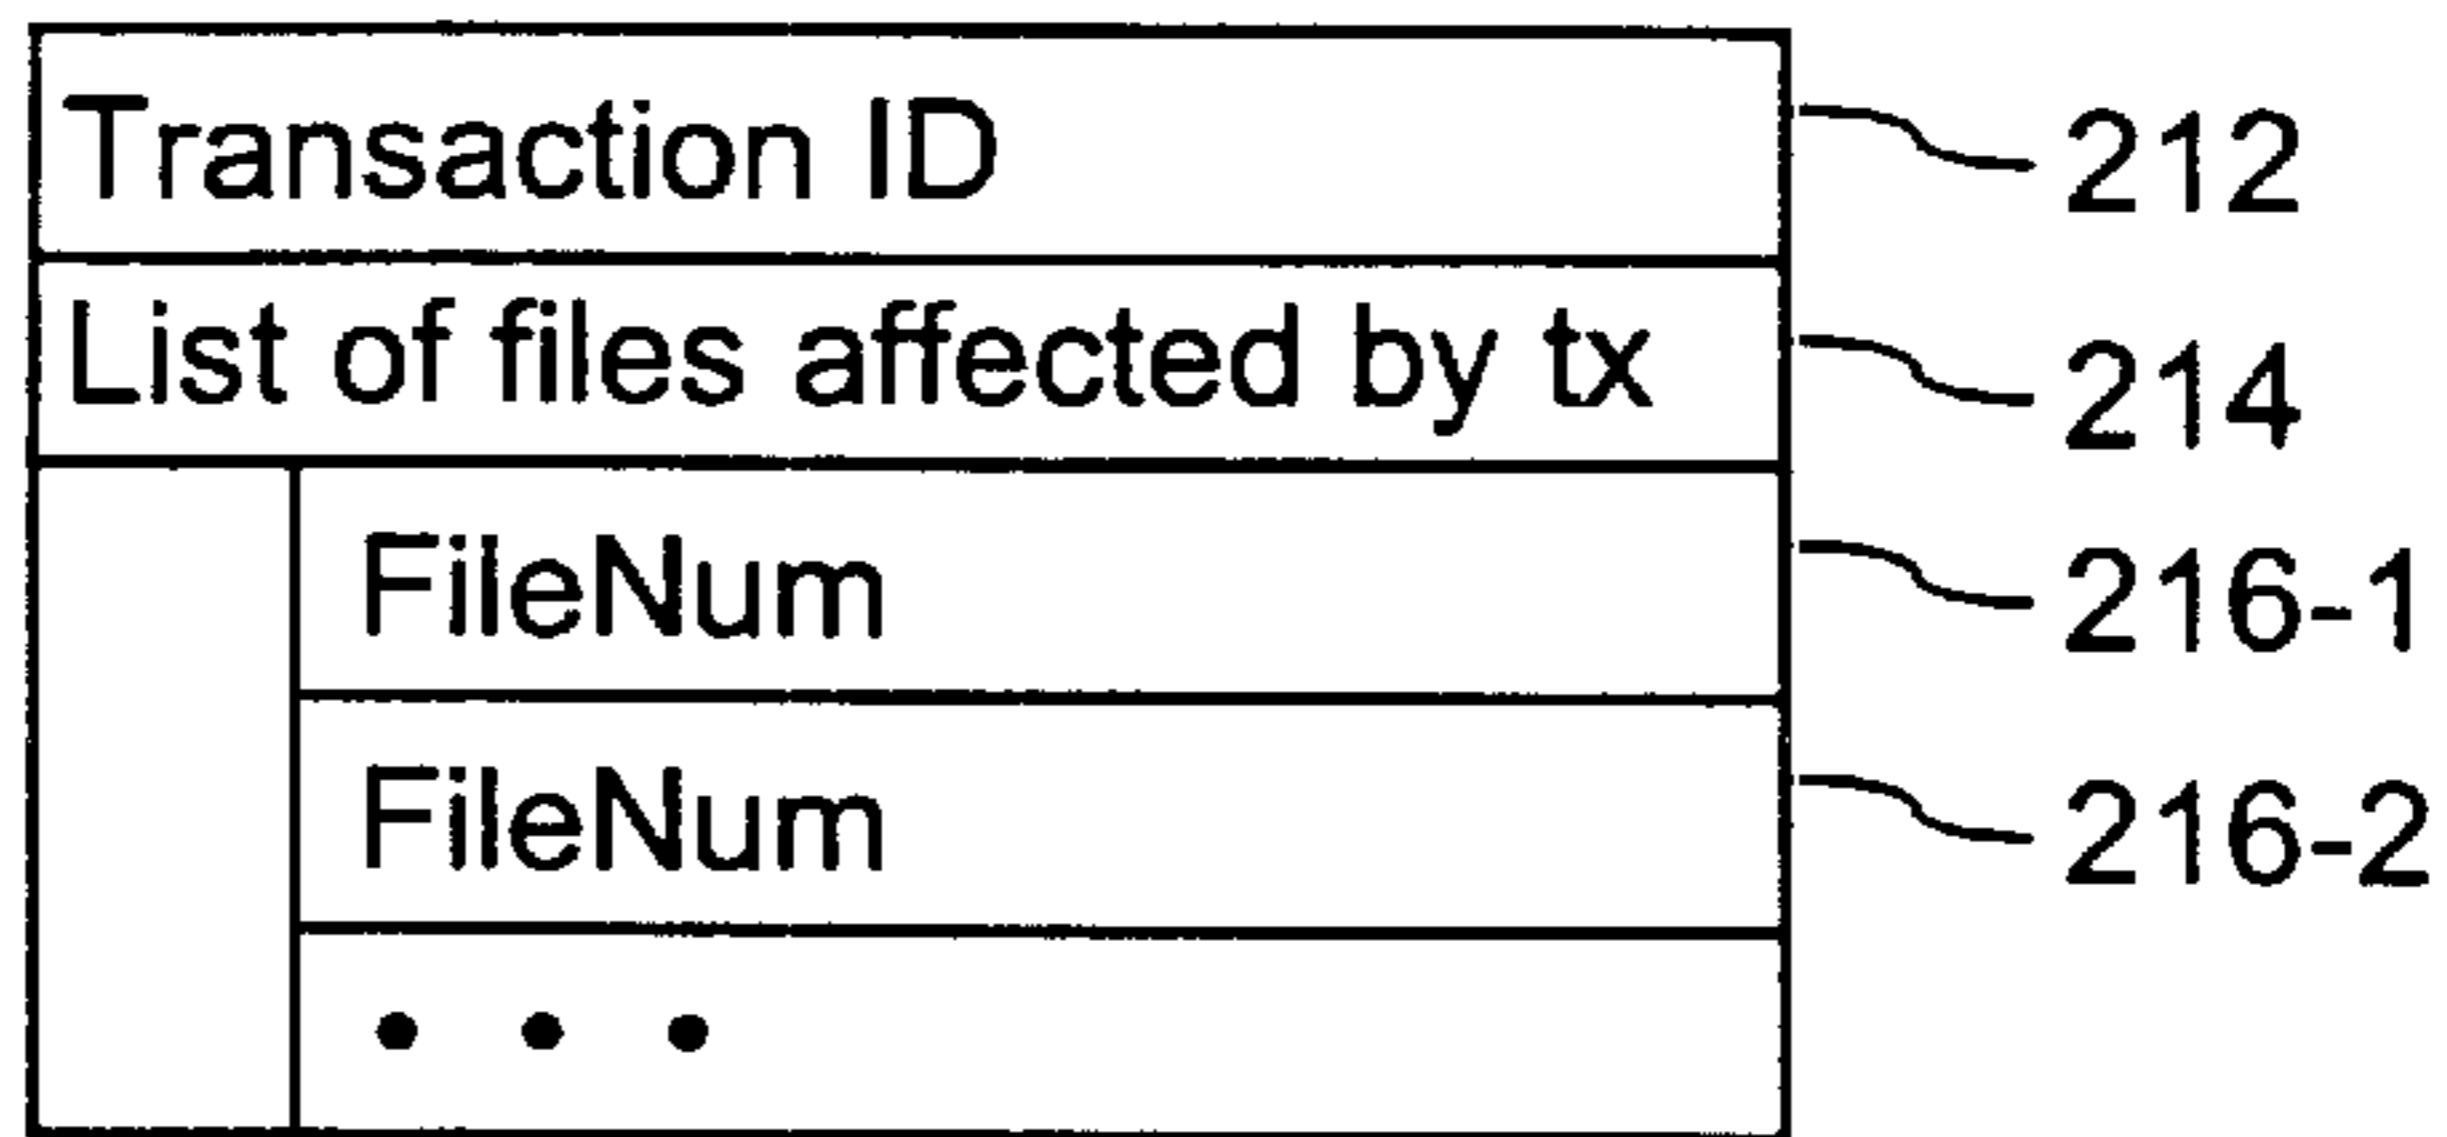 Transaction ID 212
List of files affected by tx 214
FileNum 216-1
FileNum 216-2
• • •